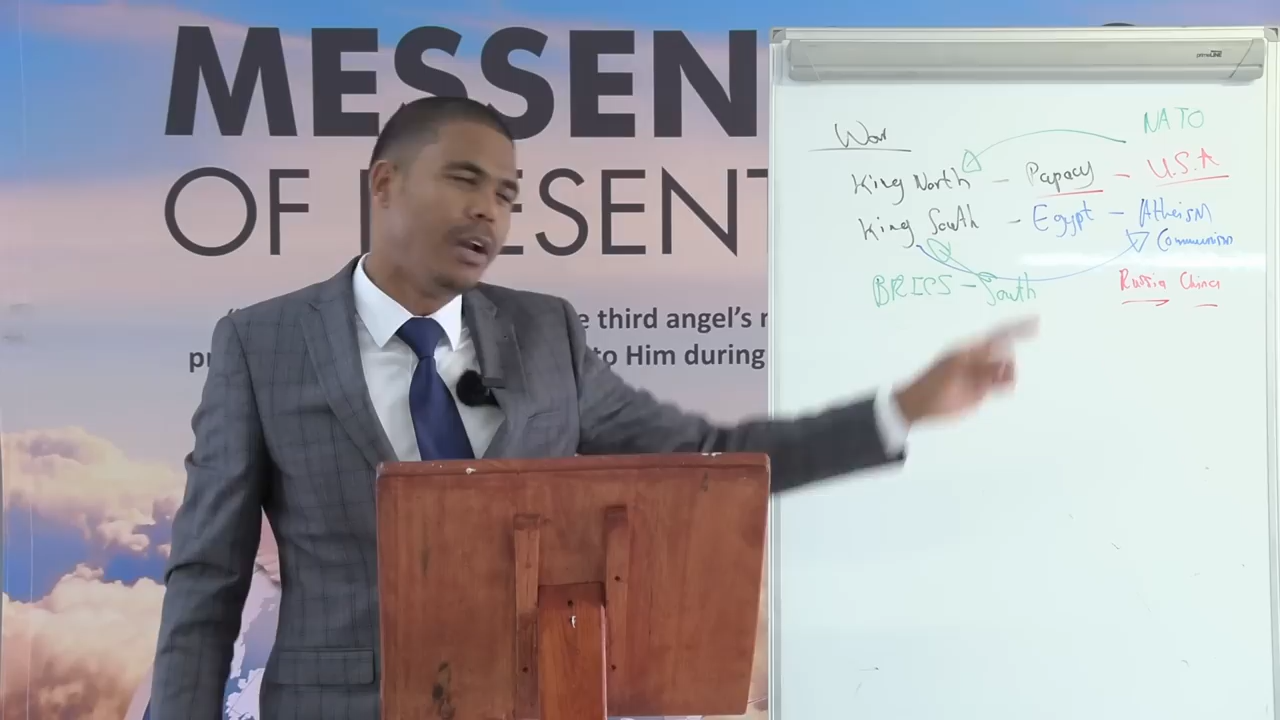 MESSEN
OF ESENT
e third angel's
pr to Him during
primeLINE
War
NATO
King North - Papacy - U.S.A
King South - Egypt - Atheism
Communism
BRICS - South
Russia China